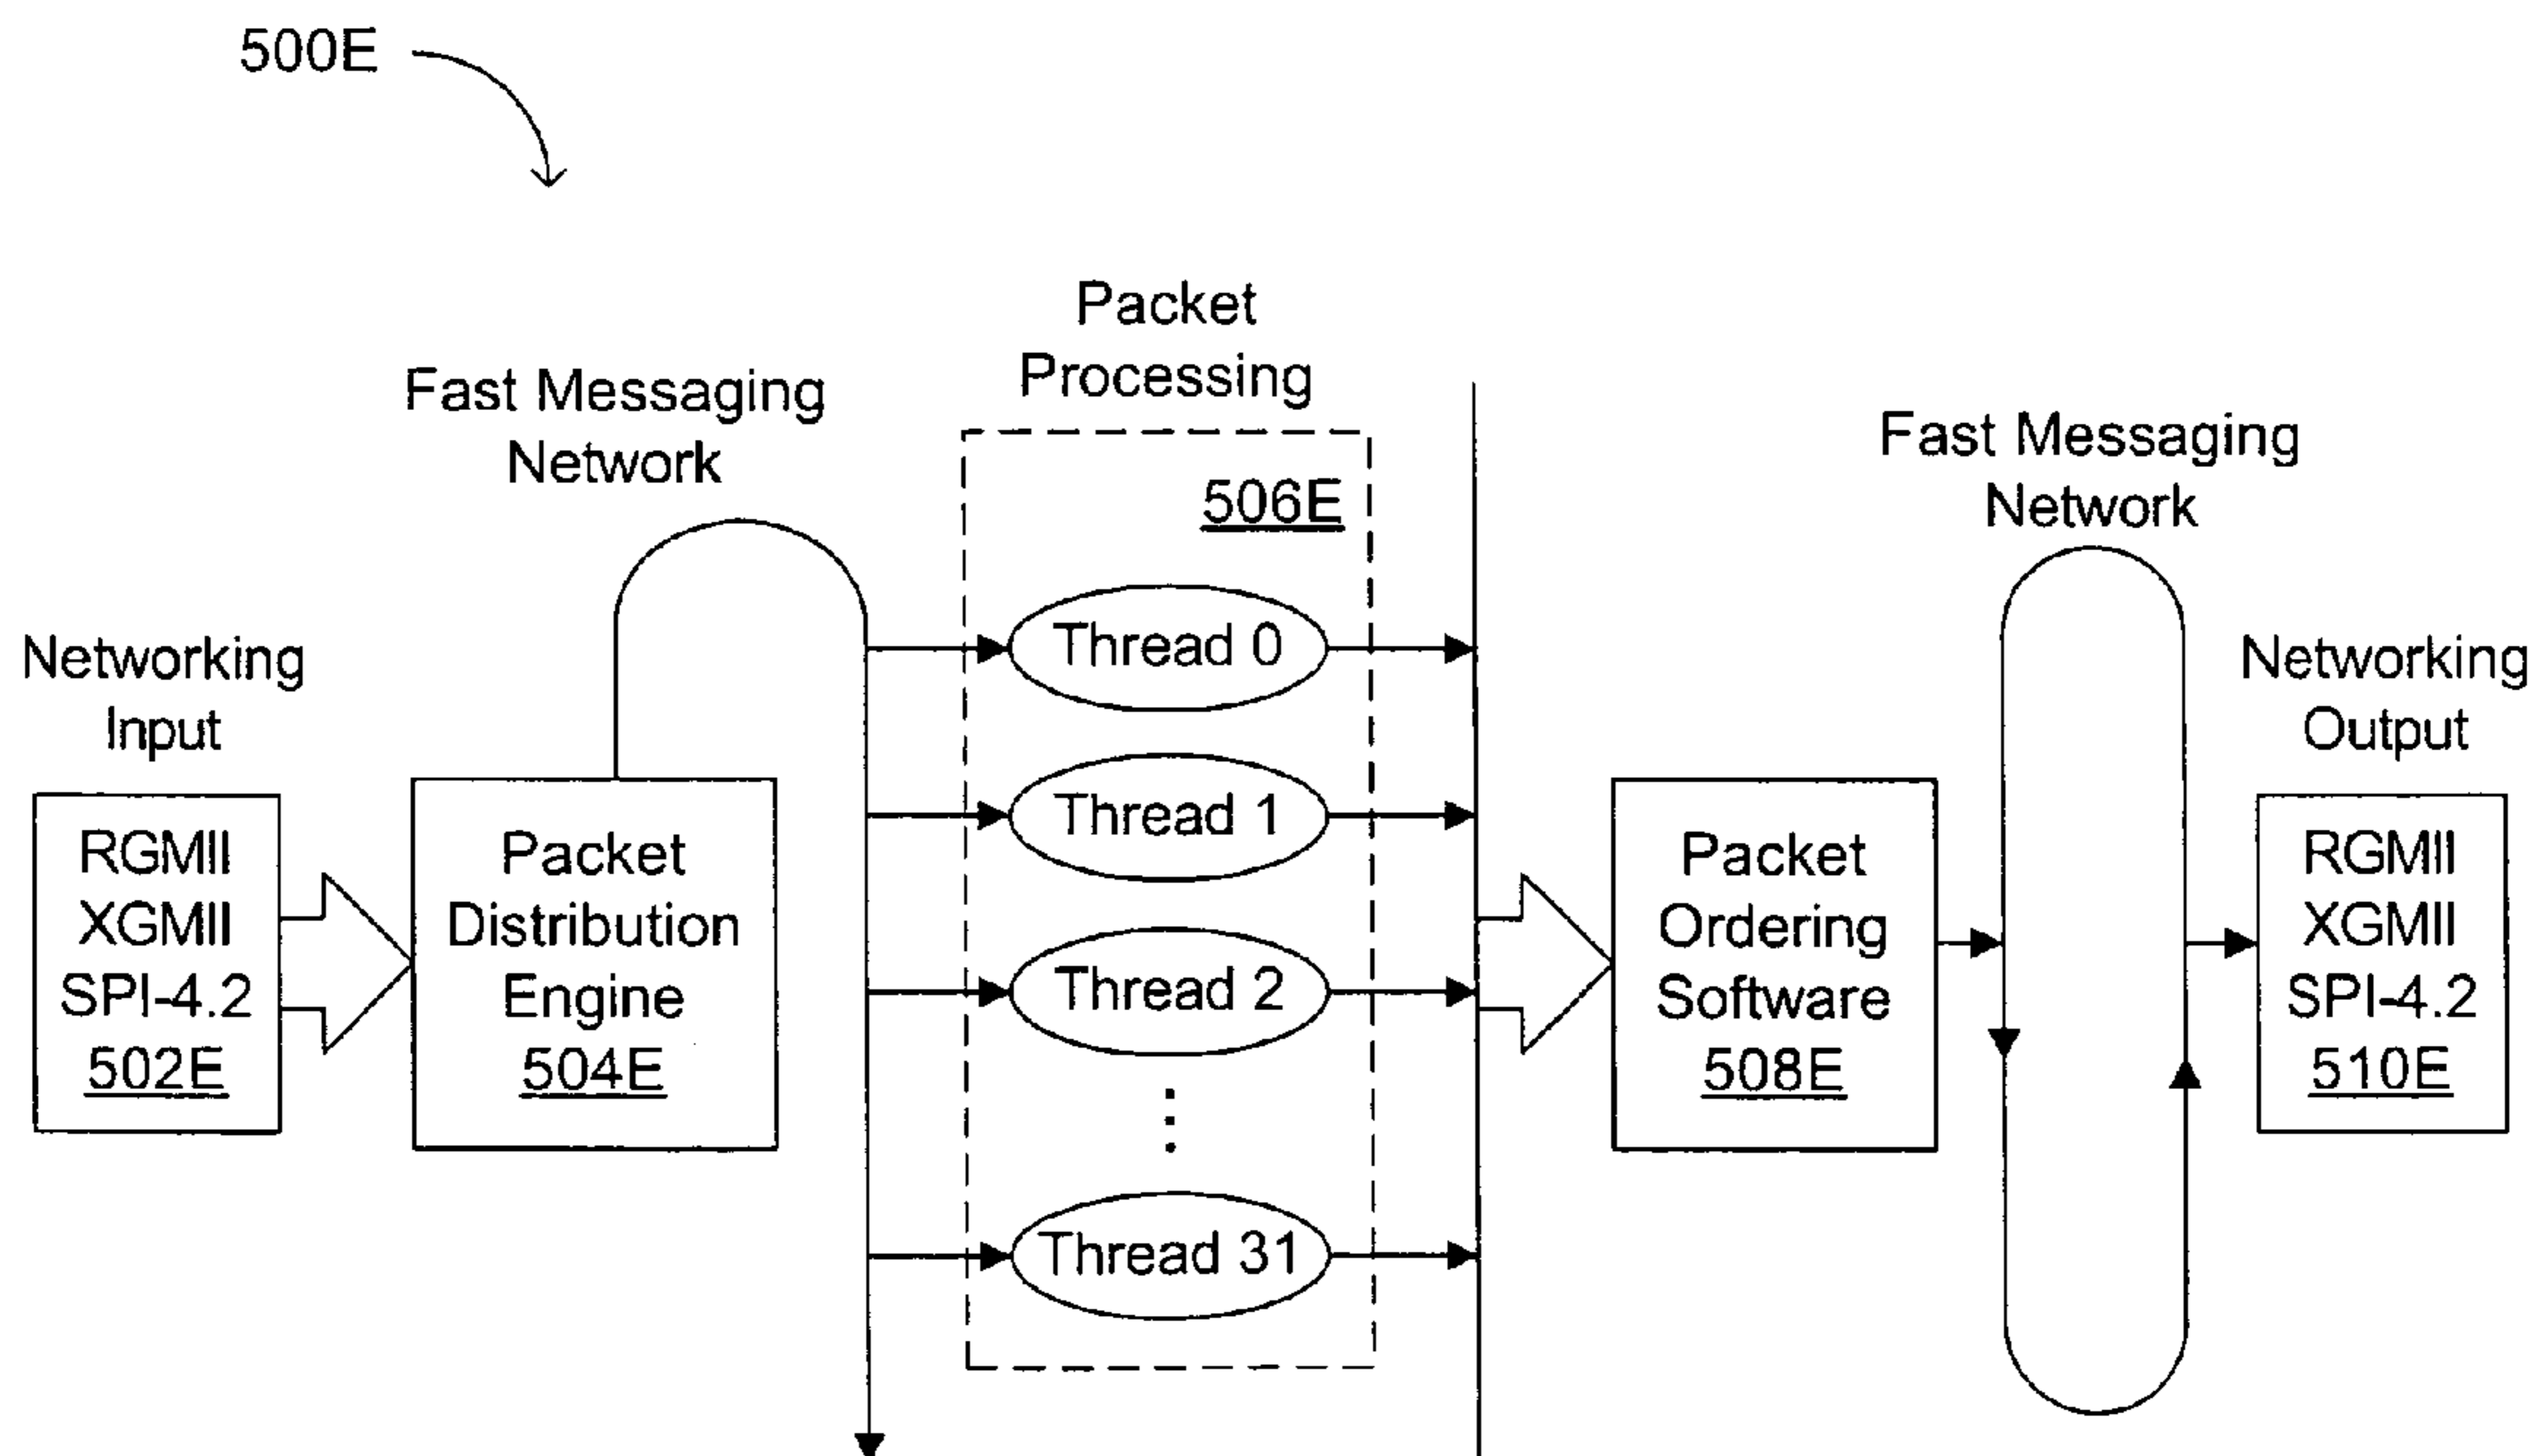 500E
Networking
Input
RGMII
XGMII
SPI-4.2
502E
Packet
Distribution
Engine
504E
Fast Messaging
Network
Packet
Processing
506E
Thread 0
Thread 1
Thread 2
Thread 31
Packet
Ordering
Software
508E
Fast Messaging
Network
Networking
Output
RGMII
XGMII
SPI-4.2
510E